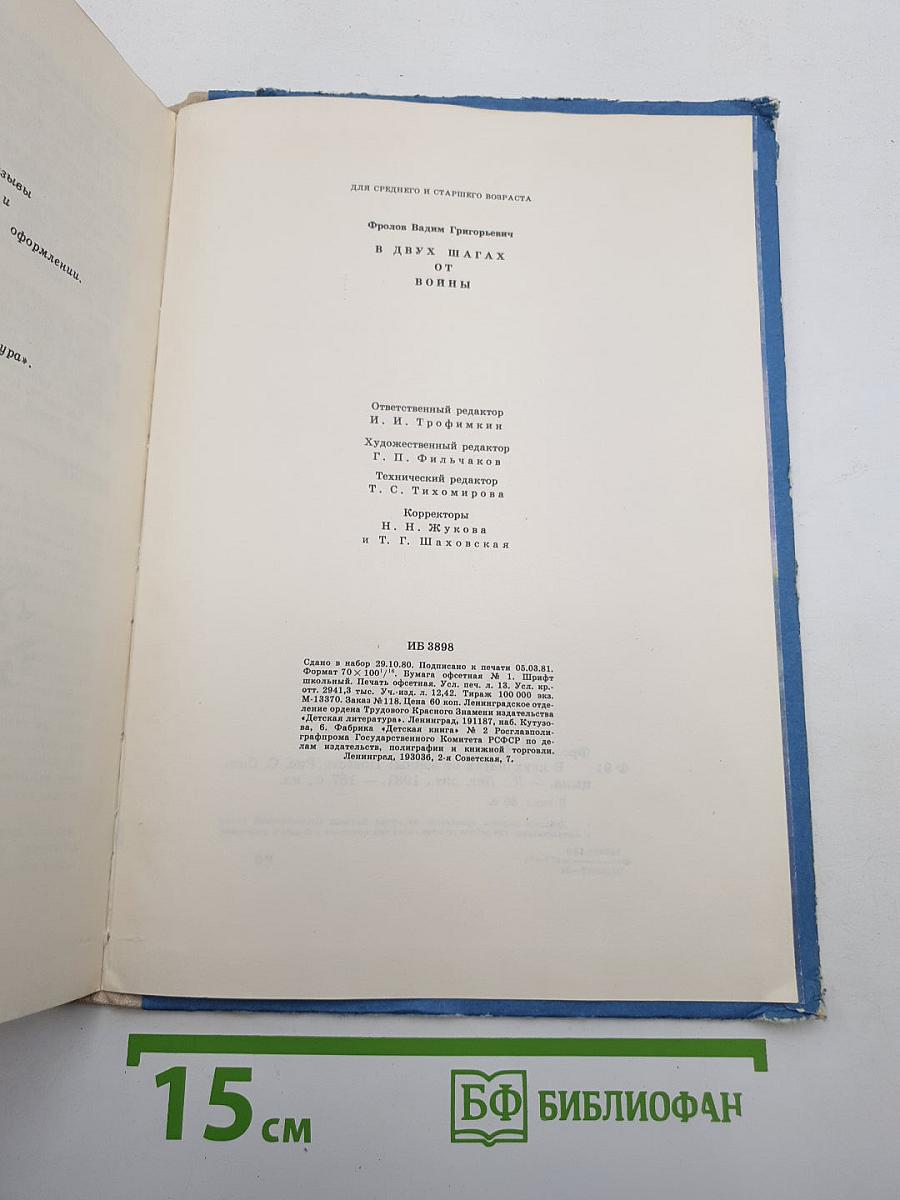 и
оформлении.
ДЛЯ СРЕДНЕГО И СТАРШЕГО ВОЗРАСТА
Фролов Вадим Григорьевич
В ДВУХ ШАГАХ
ОТ
ВОЙНЫ
Ответственный редактор
И. И. Трофимкин
Художественный редактор
Г. П. Фильчаков
Технический редактор
Т. С. Тихомирова
Корректоры
Н. Н. Жукова
и Т. Г. Шаховская
ИБ 3898
Сдано в набор 29.10.80. Подписано к печати 05.03.81.
Формат 70×100¹/₁₆. Бумага офсетная № 1. Шрифт
школьный. Печать офсетная. Усл. печ. л. 13. Усл. кр.-
отт. 2941,3 тыс. Уч.-изд. л. 12,42. Тираж 100 000 экз.
М-13370. Заказ № 118. Цена 60 коп. Ленинградское отде-
ление ордена Трудового Красного Знамени издательства
«Детская литература». Ленинград, 191187, наб. Кутузо-
ва, 6. Фабрика «Детская книга» № 2 Росглавполи-
графпрома Государственного Комитета РСФСР по де-
лам издательств, полиграфии и книжной торговли.
Ленинград, 193036, 2-я Советская, 7.
15 см
БФ БИБЛИОФАН